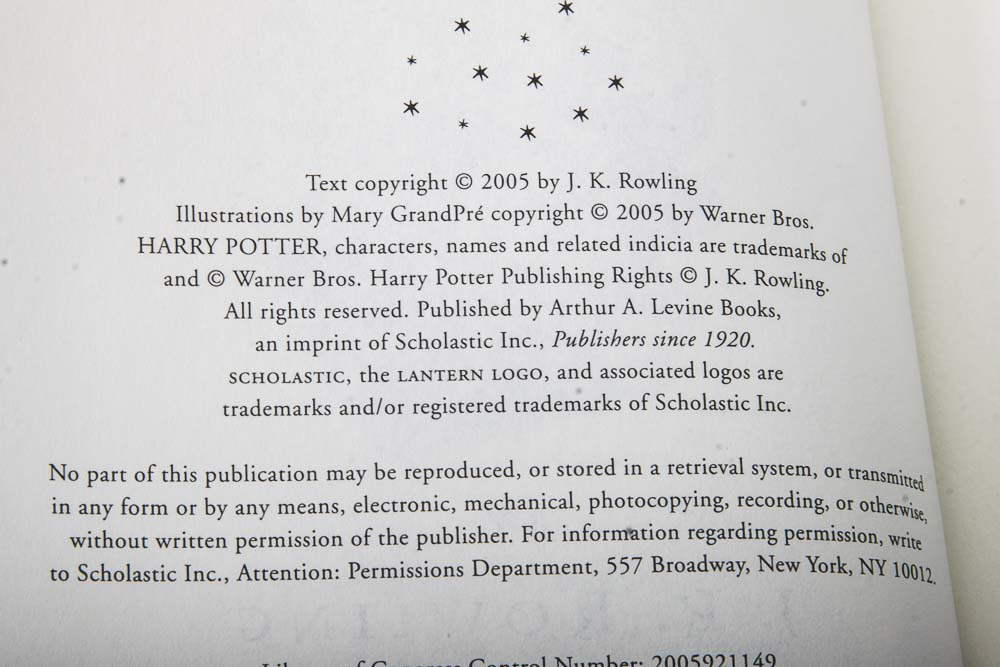 Text copyright © 2005 by J. K. Rowling
Illustrations by Mary GrandPré copyright © 2005 by Warner Bros.
HARRY POTTER, characters, names and related indicia are trademarks of
and © Warner Bros. Harry Potter Publishing Rights © J. K. Rowling.
All rights reserved. Published by Arthur A. Levine Books,
an imprint of Scholastic Inc., Publishers since 1920.
SCHOLASTIC, the LANTERN LOGO, and associated logos are
trademarks and/or registered trademarks of Scholastic Inc.
No part of this publication may be reproduced, or stored in a retrieval system, or transmitted
in any form or by any means, electronic, mechanical, photocopying, recording, or otherwise,
without written permission of the publisher. For information regarding permission, write
to Scholastic Inc., Attention: Permissions Department, 557 Broadway, New York, NY 10012.
Library of Congress Control Number: 2005921149